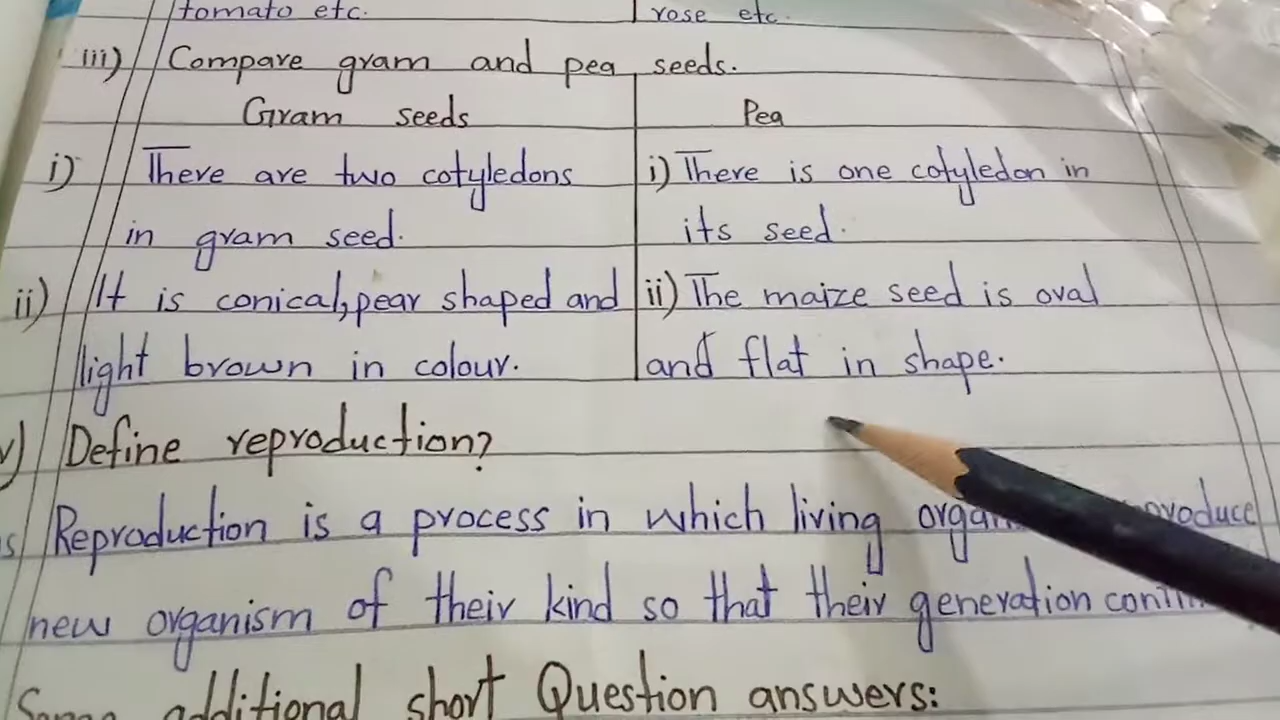 tomato etc. rose etc.
iii) Compare gram and pea seeds.
Gram seeds Pea
i) There are two cotyledons i) There is one cotyledon in
in gram seed. its seed.
ii) It is conical, pear shaped and ii) The maize seed is oval
light brown in colour. and flat in shape.
v) Define reproduction?
s Reproduction is a process in which living
new organism of their kind so that their generation
additional short Question answers: